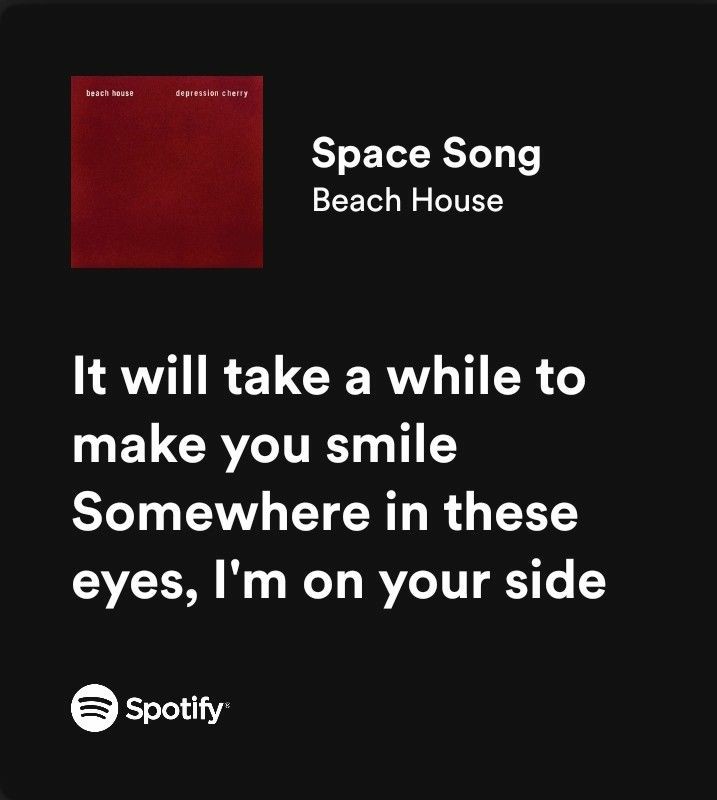 beach house depression cherry
Space Song
Beach House
It will take a while to
make you smile
Somewhere in these
eyes, I'm on your side
Spotify®